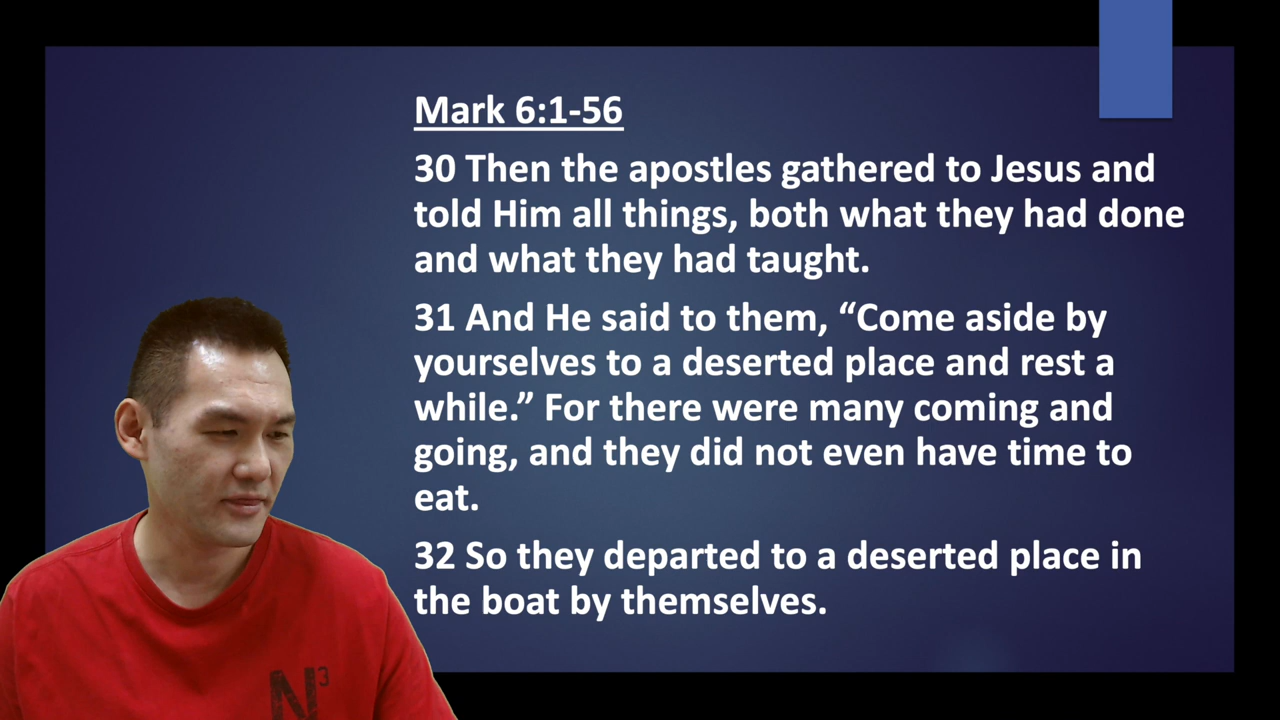 Mark 6:1-56
30 Then the apostles gathered to Jesus and
told Him all things, both what they had done
and what they had taught.
31 And He said to them, “Come aside by
yourselves to a deserted place and rest a
while.” For there were many coming and
going, and they did not even have time to
eat.
32 So they departed to a deserted place in
the boat by themselves.
N³